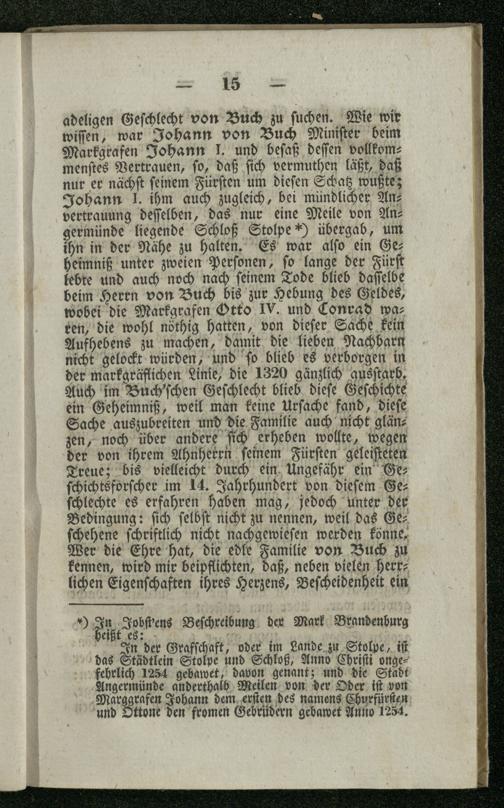 — 15 —
adeligen Geschlecht von Buch zu suchen. Wie wir
wissen, war Johann von Buch Minister beim
Markgrafen Johann I. und besaß dessen vollkom-
menstes Vertrauen, so, daß sich vermuthen läßt, daß
nur er nächst seinem Fürsten um diesen Schatz wußte;
Johann I. ihm auch zugleich, bei mündlicher An-
vertrauung desselben, das nur eine Meile von An-
germünde liegende Schloß Stolpe*) übergab, um
ihn in der Nähe zu halten. Es war also ein Ge-
heimniß unter zweien Personen, so lange der Fürst
lebte und auch noch nach seinem Tode blieb dasselbe
beim Herrn von Buch bis zur Hebung des Geldes,
wobei die Markgrafen Otto IV. und Conrad wa-
ren, die wohl nöthig hatten, von dieser Sache kein
Aufhebens zu machen, damit die lieben Nachbarn
nicht gelockt würden, und so blieb es verborgen in
der markgräflichen Linie, die 1320 gänzlich ausstarb.
Auch im Buch'schen Geschlecht blieb diese Geschichte
ein Geheimniß, weil man keine Ursache fand, diese
Sache auszubreiten und die Familie auch nicht glän-
zen, noch über andere sich erheben wollte, wegen
der von ihrem Ahnherrn seinem Fürsten geleisteten
Treue; bis vielleicht durch ein Ungefähr ein Ge-
schichtsforscher im 14. Jahrhundert von diesem Ge-
schlechte es erfahren haben mag, jedoch unter der
Bedingung: sich selbst nicht zu nennen, weil das Ge-
schehene schriftlich nicht nachgewiesen werden könne.
Wer die Ehre hat, die edle Familie von Buch zu
kennen, wird mir beipflichten, daß, neben vielen herr-
lichen Eigenschaften ihres Herzens, Bescheidenheit ein
*) In Jobst'ens Beschreibung der Mark Brandenburg
heißt es:
In der Grafschaft, oder im Lande zu Stolpe, ist
das Städtlein Stolpe und Schloß, Anno Christi onge-
fehrlich 1254 gebawet, davon genant; und die Stadt
Angermünde anderthalb Meilen von der Oder ist von
Marggrafen Johann dem ersten des namens Churfürsten
und Ottone den fromen Gebrüdern gebawet Anno 1254.